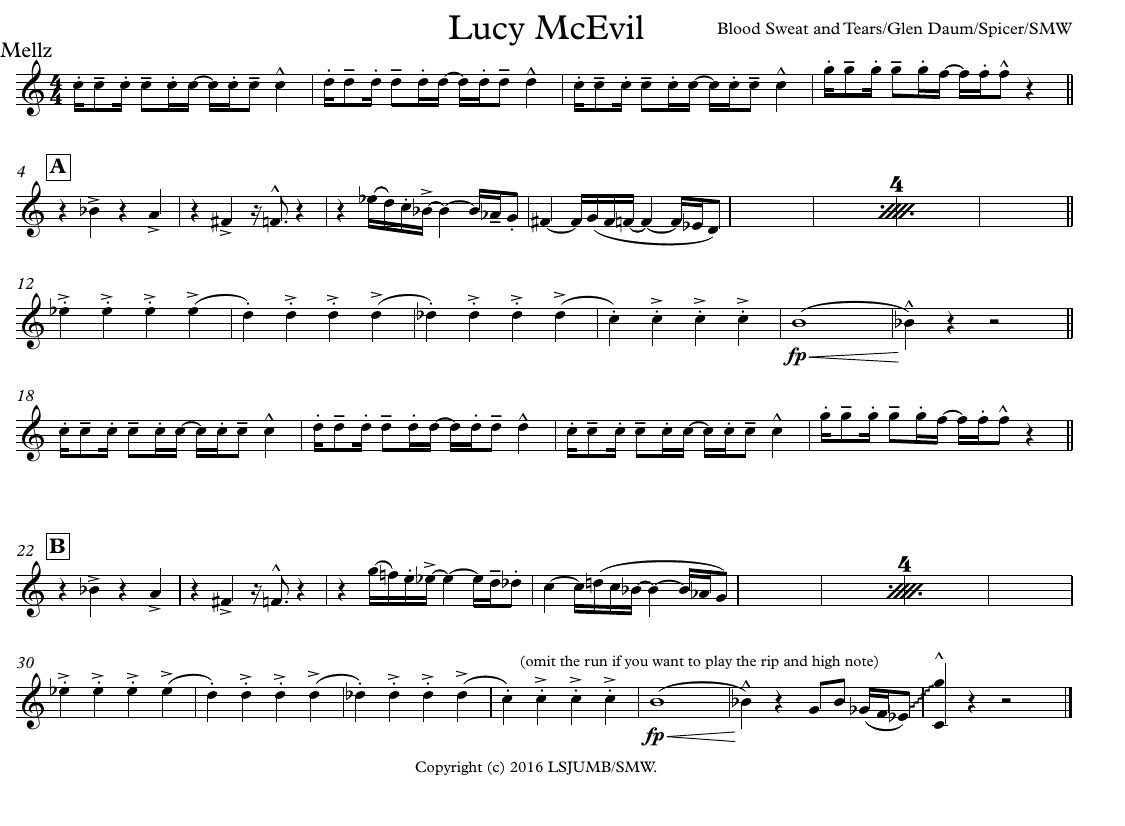 Lucy McEvil
Blood Sweat and Tears/Glen Daum/Spicer/SMW
Mellz
4
4
4
A
4
12
fp
18
22
B
4
30
(omit the run if you want to play the rip and high note)
fp
Copyright (c) 2016 LSJUMB/SMW.